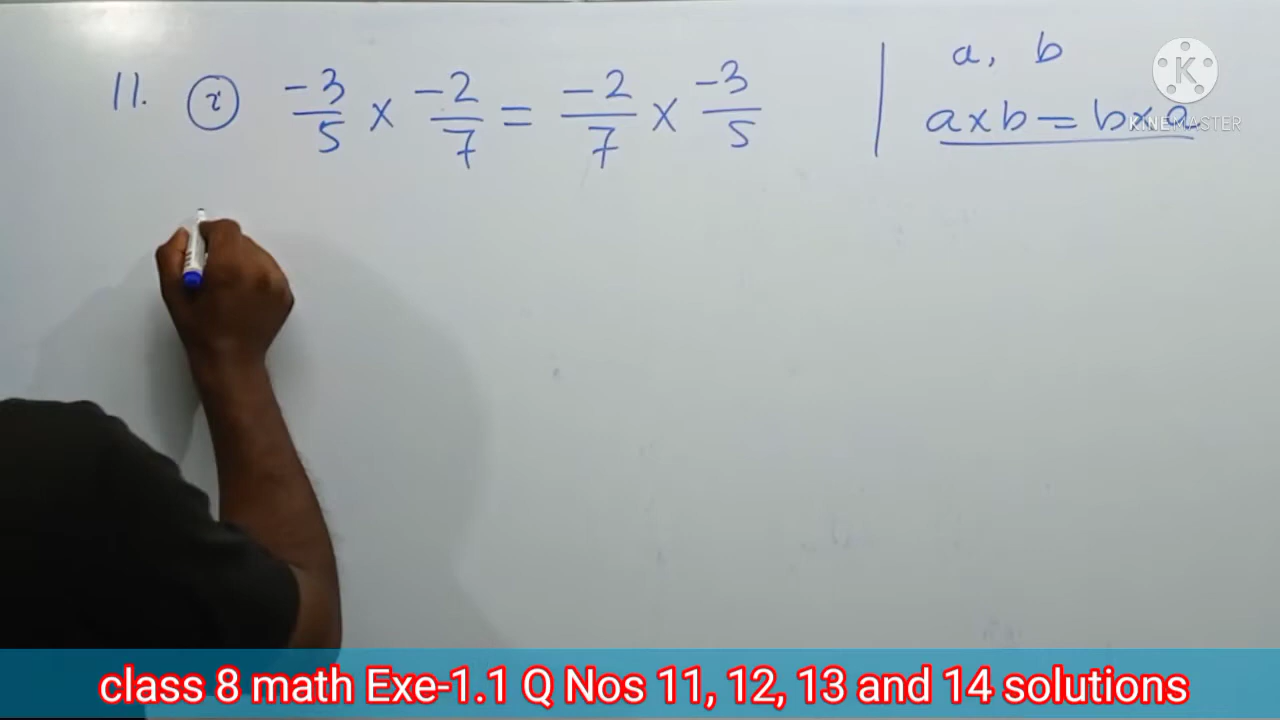 11. (i) -3/5 × -2/7 = -2/7 × -3/5
a, b
a×b = b×a
KINEMASTER
class 8 math Exe-1.1 Q Nos 11, 12, 13 and 14 solutions